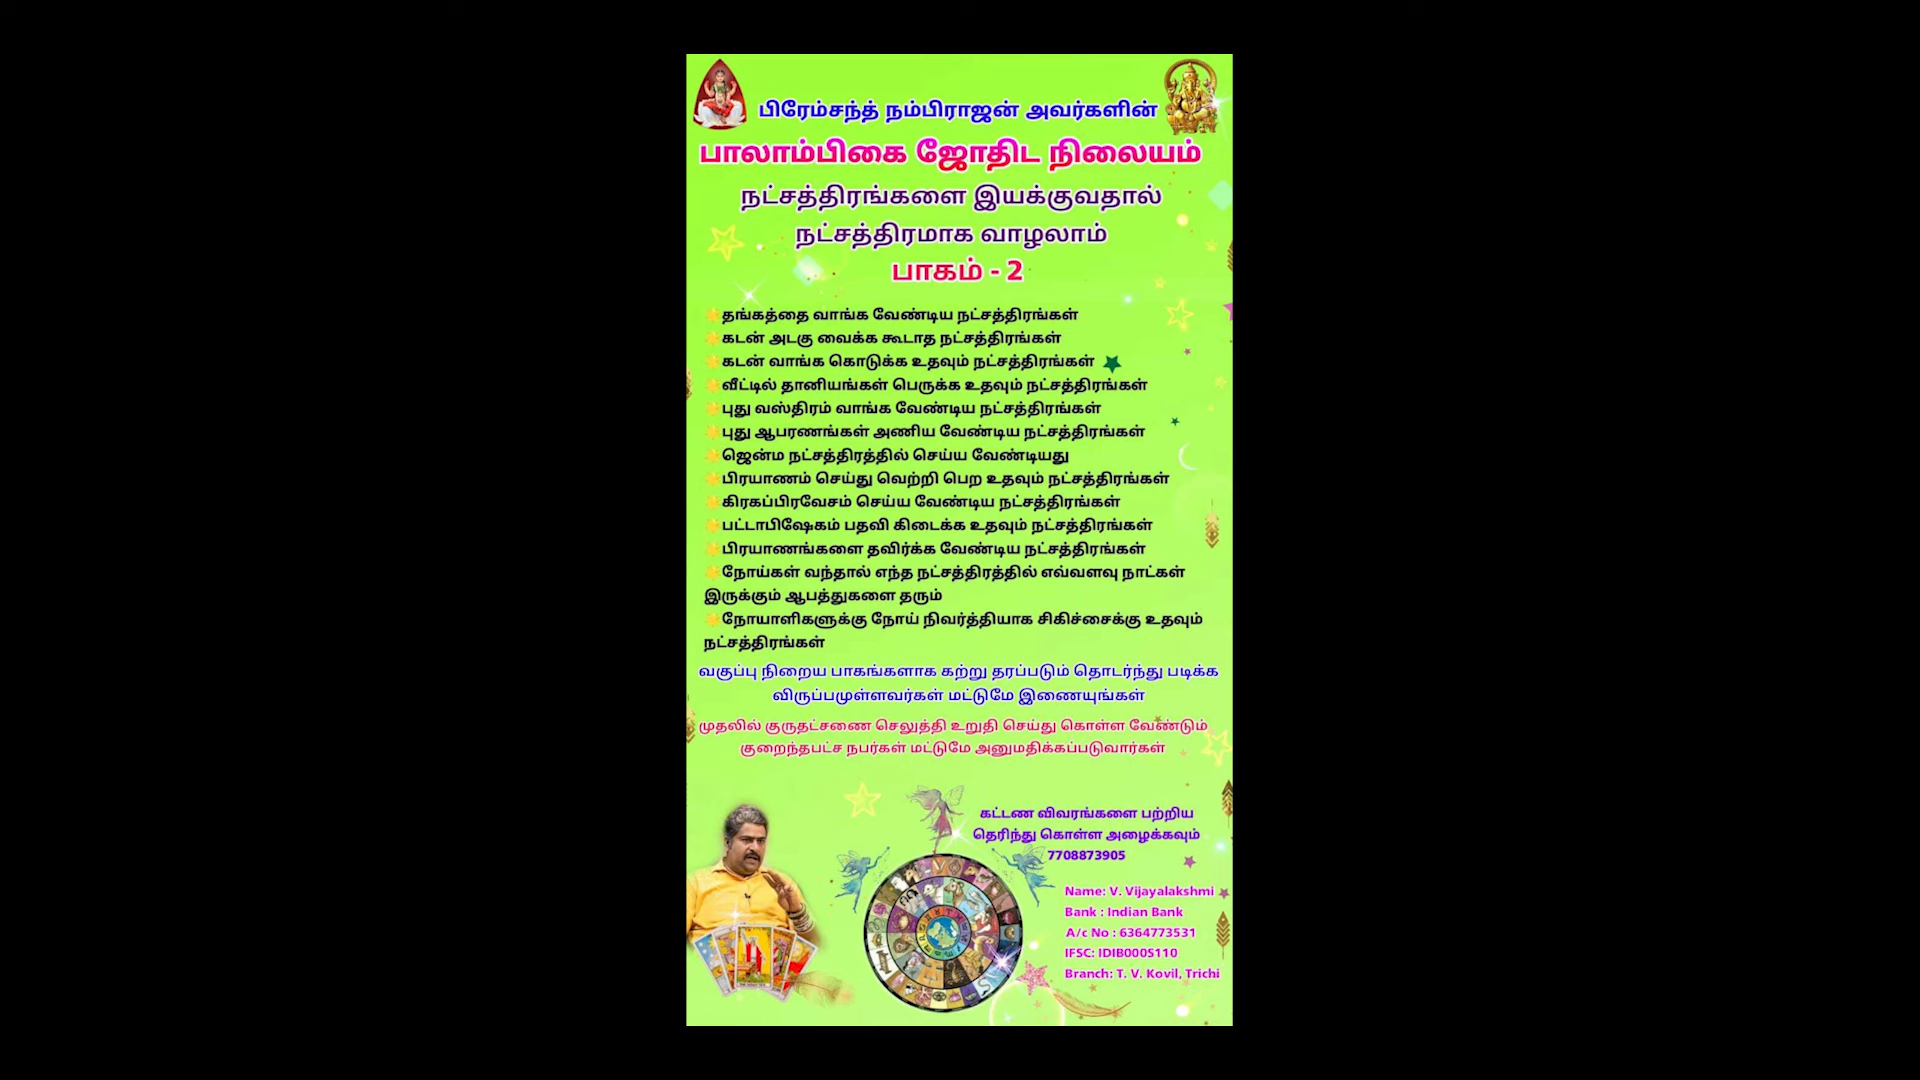 பிரேம்சந்த் நம்பிராஜன் அவர்களின்
பாலாம்பிகை ஜோதிட நிலையம்
நட்சத்திரங்களை இயக்குவதால்
நட்சத்திரமாக வாழலாம்
பாகம் - 2
தங்கத்தை வாங்க வேண்டிய நட்சத்திரங்கள்
கடன் அடகு வைக்க கூடாத நட்சத்திரங்கள்
கடன் வாங்க கொடுக்க உதவும் நட்சத்திரங்கள்
வீட்டில் தானியங்கள் பெருக்க உதவும் நட்சத்திரங்கள்
புது வஸ்திரம் வாங்க வேண்டிய நட்சத்திரங்கள்
புது ஆபரணங்கள் அணிய வேண்டிய நட்சத்திரங்கள்
ஜென்ம நட்சத்திரத்தில் செய்ய வேண்டியது
பிரயாணம் செய்து வெற்றி பெற உதவும் நட்சத்திரங்கள்
கிரகப்பிரவேசம் செய்ய வேண்டிய நட்சத்திரங்கள்
பட்டாபிஷேகம் பதவி கிடைக்க உதவும் நட்சத்திரங்கள்
பிரயாணங்களை தவிர்க்க வேண்டிய நட்சத்திரங்கள்
நோய்கள் வந்தால் எந்த நட்சத்திரத்தில் எவ்வளவு நாட்கள்
இருக்கும் ஆபத்துகளை தரும்
நோயாளிகளுக்கு நோய் நிவர்த்தியாக சிகிச்சைக்கு உதவும்
நட்சத்திரங்கள்
வகுப்பு நிறைய பாகங்களாக கற்று தரப்படும் தொடர்ந்து படிக்க
விருப்பமுள்ளவர்கள் மட்டுமே இணையுங்கள்
முதலில் குருதட்சணை செலுத்தி உறுதி செய்து கொள்ள வேண்டும்
குறைந்தபட்ச நபர்கள் மட்டுமே அனுமதிக்கப்படுவார்கள்
கட்டண விவரங்களை பற்றிய
தெரிந்து கொள்ள அழைக்கவும்
7708873905
Name: V. Vijayalakshmi
Bank : Indian Bank
A/c No : 6364773531
IFSC: IDIB000S110
Branch: T. V. Kovil, Trichi